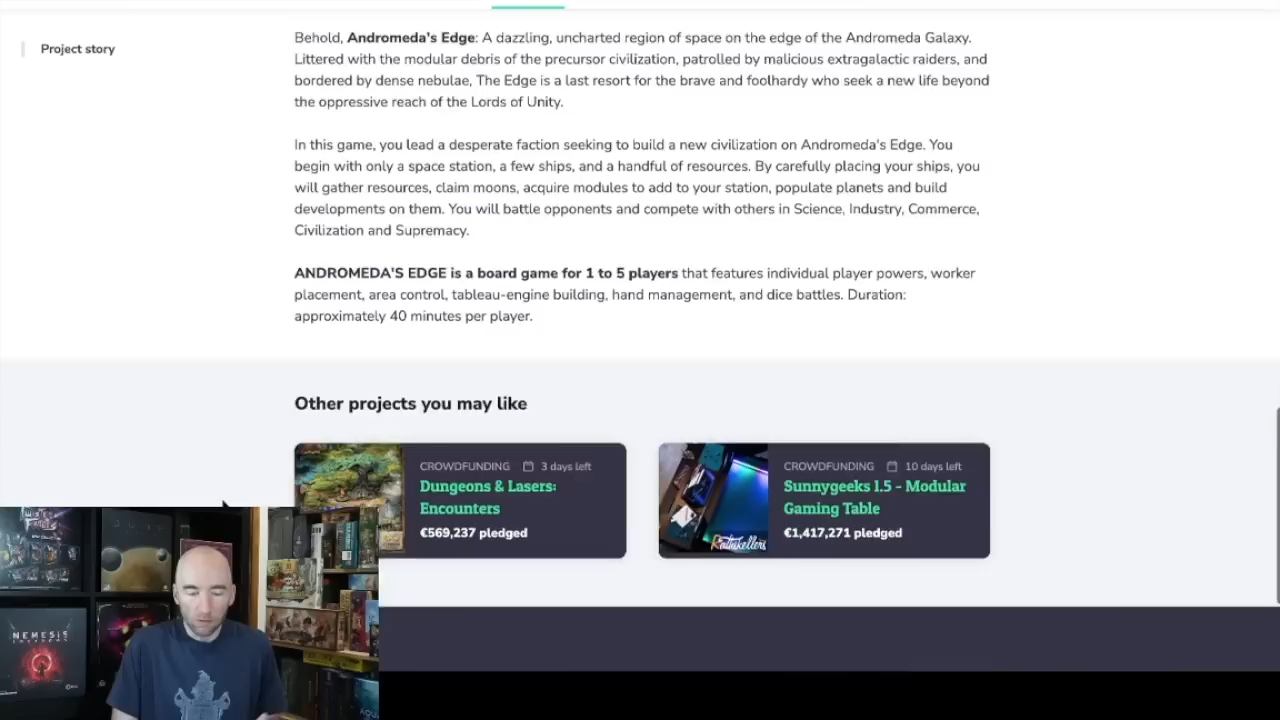 Project story
Behold, Andromeda's Edge: A dazzling, uncharted region of space on the edge of the Andromeda Galaxy.
Littered with the modular debris of the precursor civilization, patrolled by malicious extragalactic raiders, and
bordered by dense nebulae, The Edge is a last resort for the brave and foolhardy who seek a new life beyond
the oppressive reach of the Lords of Unity.
In this game, you lead a desperate faction seeking to build a new civilization on Andromeda's Edge. You
begin with only a space station, a few ships, and a handful of resources. By carefully placing your ships, you
will gather resources, claim moons, acquire modules to add to your station, populate planets and build
developments on them. You will battle opponents and compete with others in Science, Industry, Commerce,
Civilization and Supremacy.
ANDROMEDA'S EDGE is a board game for 1 to 5 players that features individual player powers, worker
placement, area control, tableau-engine building, hand management, and dice battles. Duration:
approximately 40 minutes per player.
Other projects you may like
CROWDFUNDING 3 days left
Dungeons & Lasers:
Encounters
€569,237 pledged
CROWDFUNDING 10 days left
Sunnygeeks 1.5 - Modular
Gaming Table
€1,417,271 pledged
Rathskellers
NEMESIS